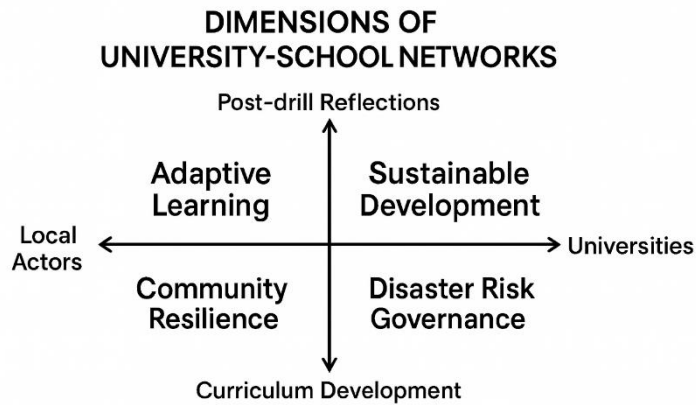 DIMENSIONS OF
UNIVERSITY-SCHOOL NETWORKS
Post-drill Reflections
Adaptive
Learning
Sustainable
Development
Local
Actors
Universities
Community
Resilience
Disaster Risk
Governance
Curriculum Development